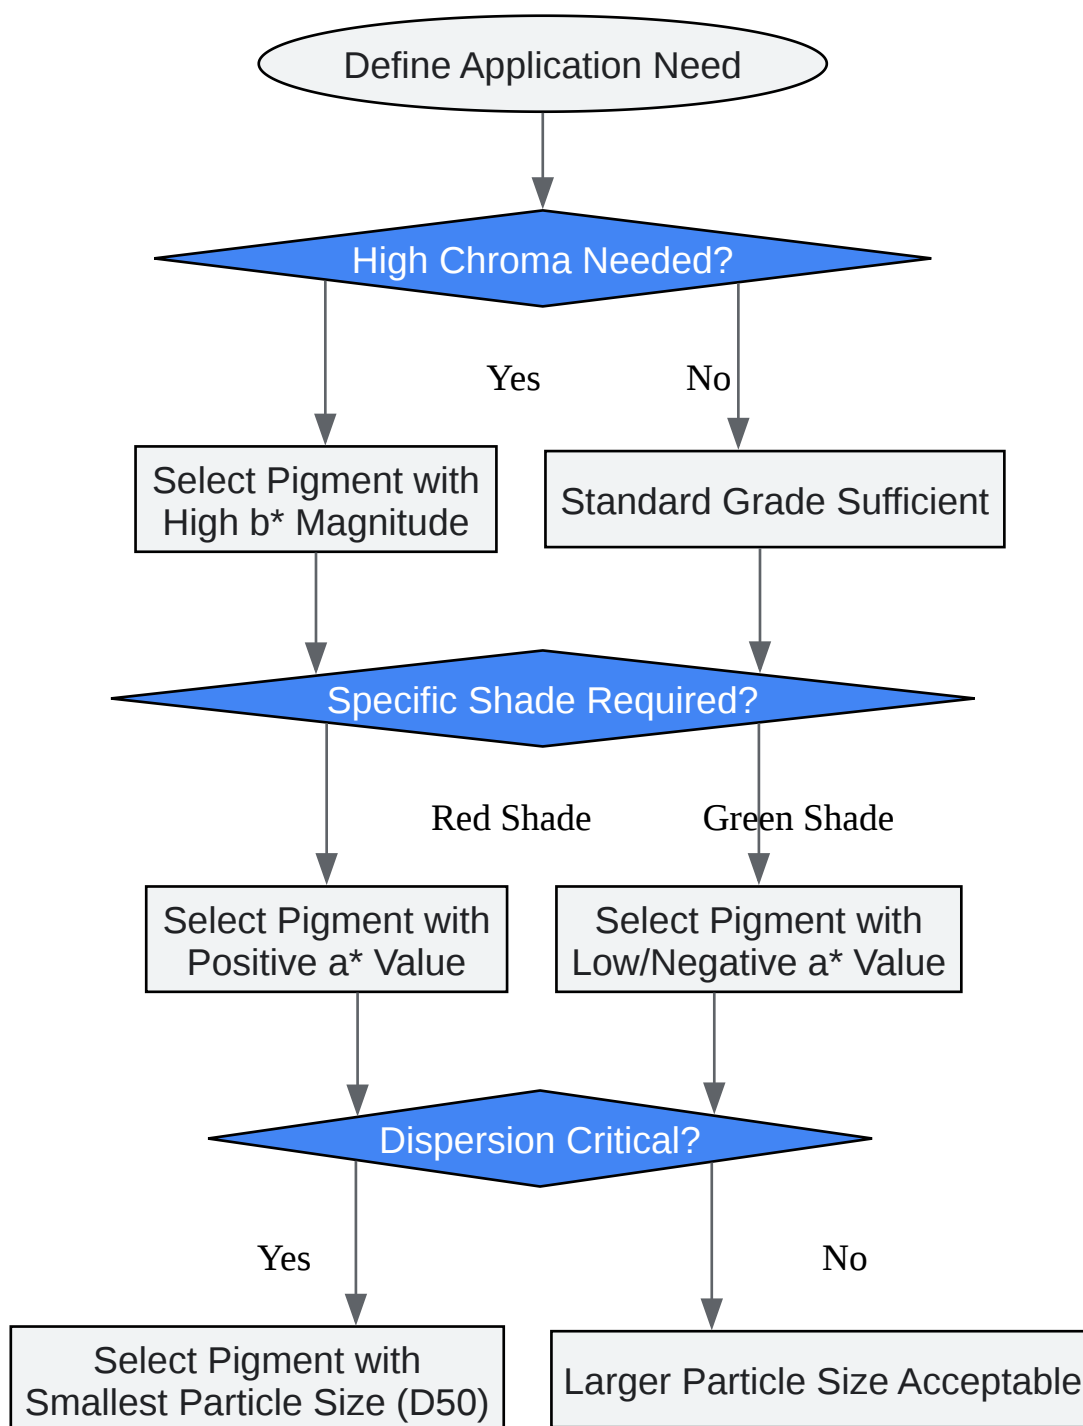 Define Application Need
High Chroma Needed?
Yes
No
Select Pigment with
High b* Magnitude
Standard Grade Sufficient
Specific Shade Required?
Red Shade
Green Shade
Select Pigment with
Positive a* Value
Select Pigment with
Low/Negative a* Value
Dispersion Critical?
Yes
No
Select Pigment with
Smallest Particle Size (D50)
Larger Particle Size Acceptable